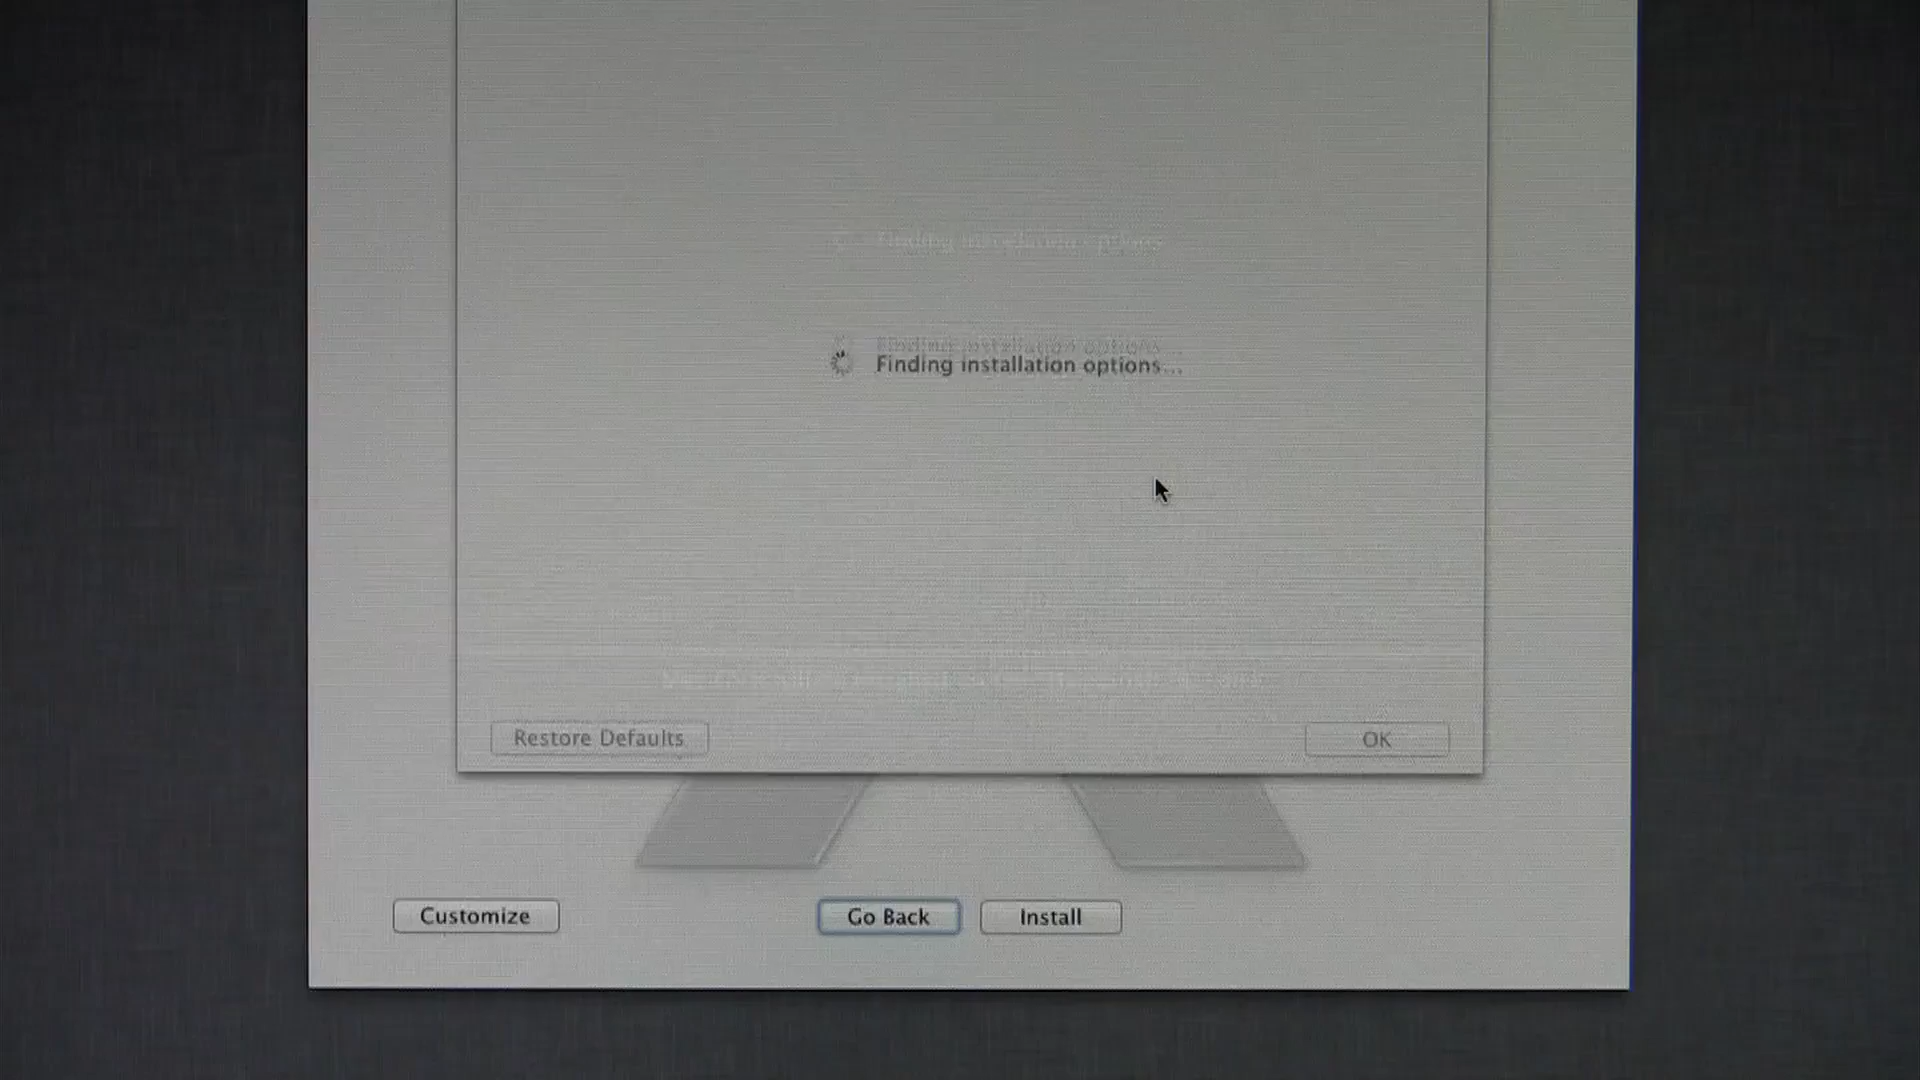 Finding installation options...
Restore Defaults
OK
Customize
Go Back
Install